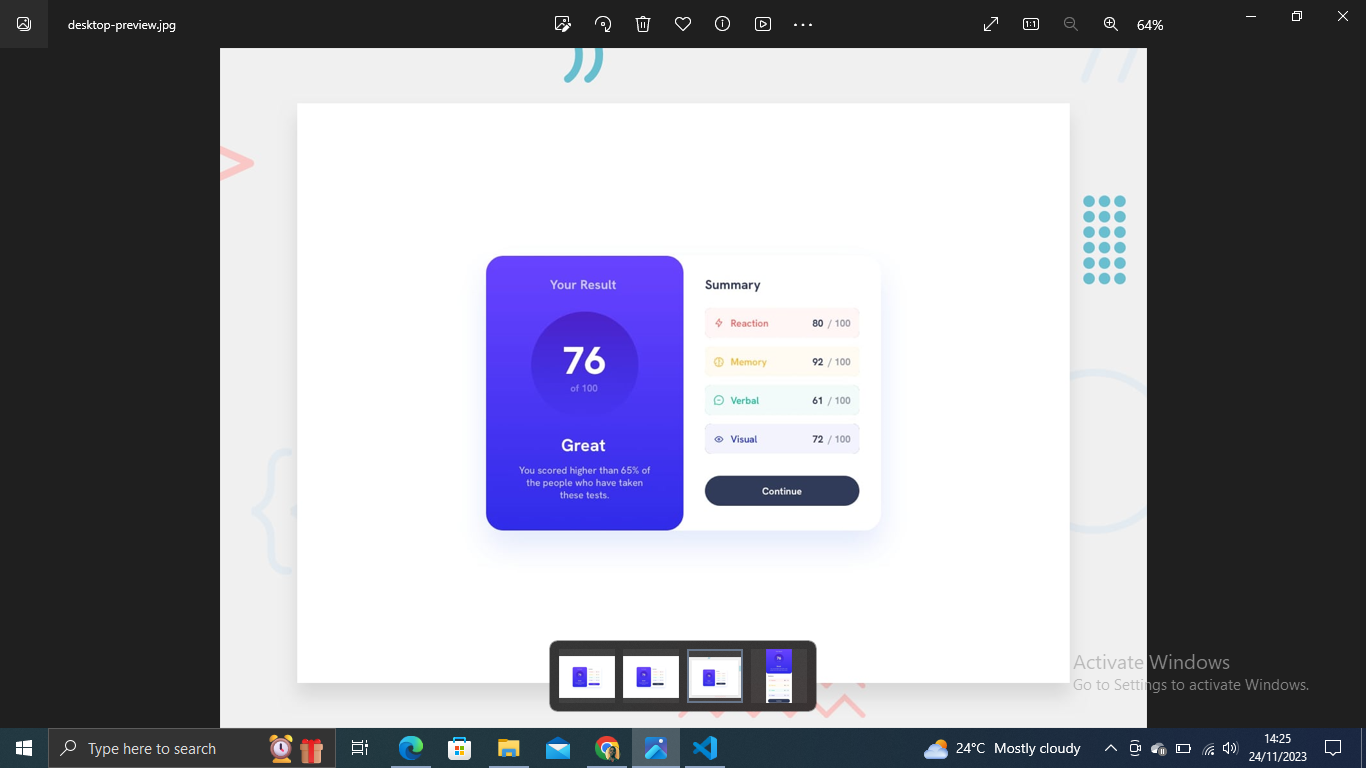 desktop-preview.jpg
64%
Your Result
76
of 100
Great
You scored higher than 65% of
the people who have taken
these tests.
Summary
Reaction 80 / 100
Memory 92 / 100
Verbal 61 / 100
Visual 72 / 100
Continue
Activate Windows
Go to Settings to activate Windows.
Type here to search
24°C Mostly cloudy
14:25
24/11/2023